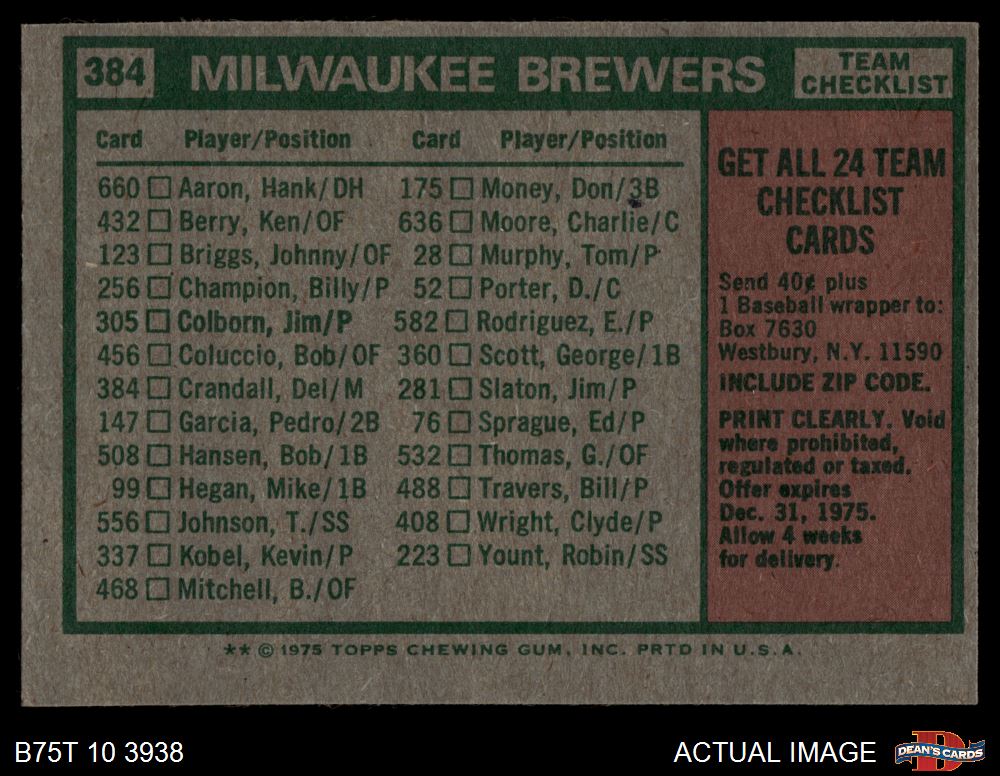 384 MILWAUKEE BREWERS TEAM CHECKLIST
Card Player/Position Card Player/Position
660 □ Aaron, Hank/DH 175 □ Money, Don/3B
432 □ Berry, Ken/OF 636 □ Moore, Charlie/C
123 □ Briggs, Johnny/OF 28 □ Murphy, Tom/P
256 □ Champion, Billy/P 52 □ Porter, D./C
305 □ Colborn, Jim/P 582 □ Rodriguez, E./P
456 □ Coluccio, Bob/OF 360 □ Scott, George/1B
384 □ Crandall, Del/M 281 □ Slaton, Jim/P
147 □ Garcia, Pedro/2B 76 □ Sprague, Ed/P
508 □ Hansen, Bob/1B 532 □ Thomas, G./OF
99 □ Hegan, Mike/1B 488 □ Travers, Bill/P
556 □ Johnson, T./SS 408 □ Wright, Clyde/P
337 □ Kobel, Kevin/P 223 □ Yount, Robin/SS
468 □ Mitchell, B./OF
GET ALL 24 TEAM
CHECKLIST
CARDS
Send 40¢ plus
1 Baseball wrapper to:
Box 7630
Westbury, N.Y. 11590
INCLUDE ZIP CODE.
PRINT CLEARLY. Void
where prohibited,
regulated or taxed.
Offer expires
Dec. 31, 1975.
Allow 4 weeks
for delivery.
** © 1975 TOPPS CHEWING GUM, INC. PRTD IN U.S.A.
B75T 10 3938 ACTUAL IMAGE DEAN'S CARDS